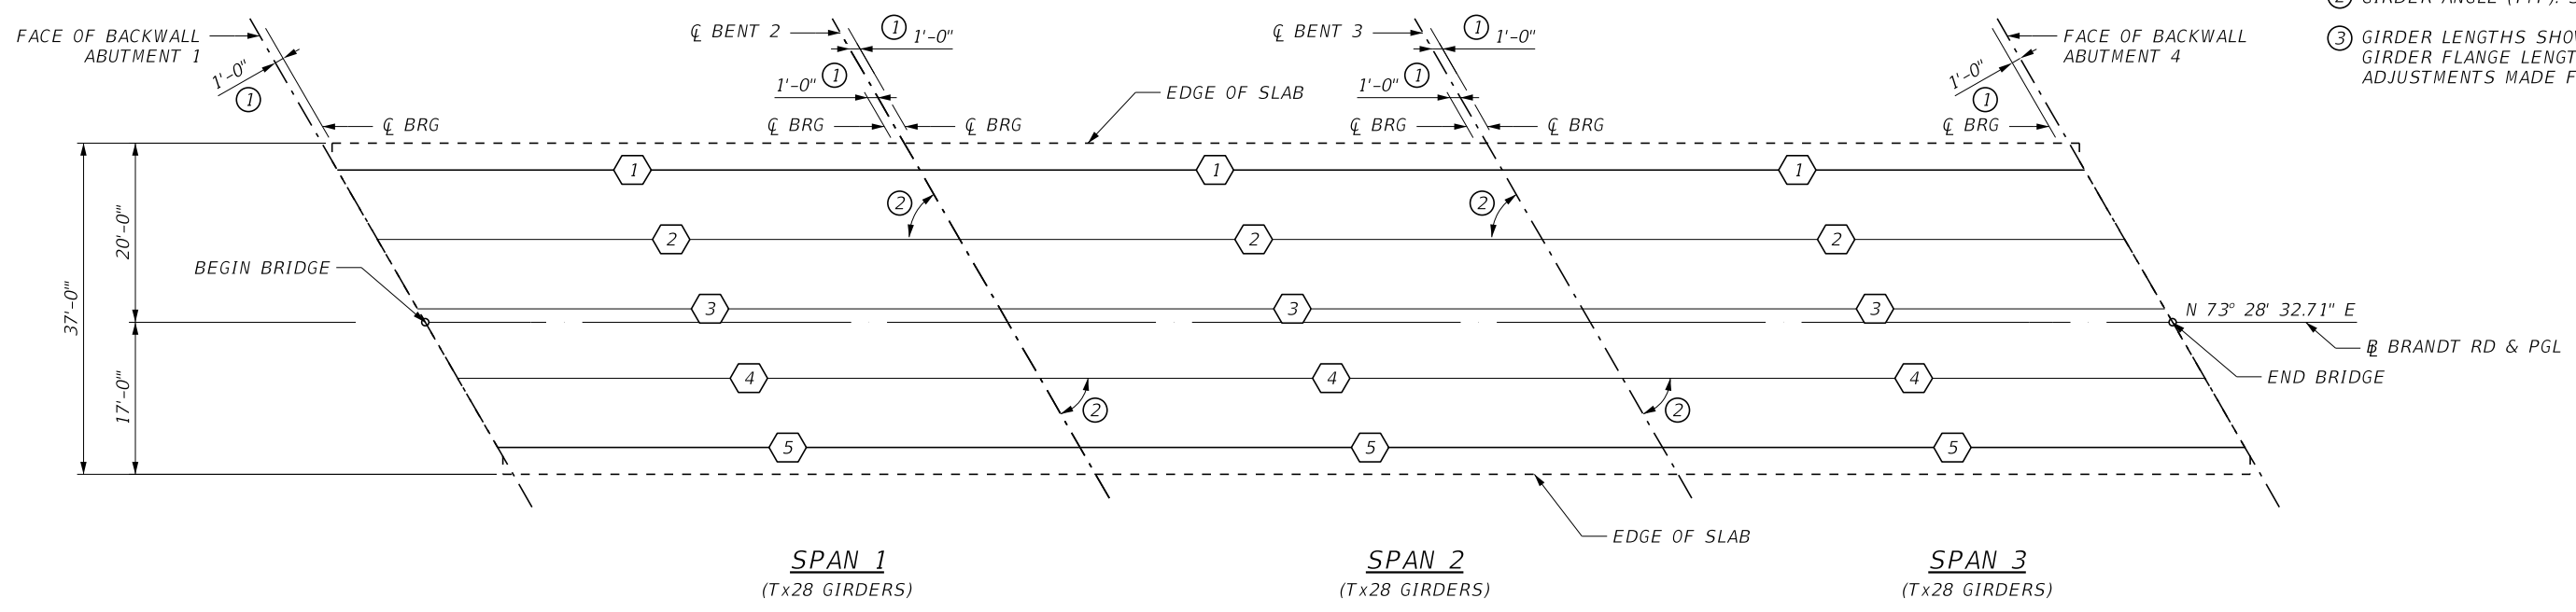 ② GIRDER ANGLE (TYP).
③ GIRDER LENGTHS
GIRDER FLANGE
ADJUSTMENTS MADE
FACE OF BACKWALL
ABUTMENT 1
1'-0"
①
℄ BENT 2
① 1'-0"
①
1'-0"
℄ BRG
℄ BRG
℄ BRG
EDGE OF SLAB
℄ BENT 3
① 1'-0"
①
1'-0"
℄ BRG
℄ BRG
FACE OF BACKWALL
ABUTMENT 4
1'-0"
①
℄ BRG
1 1 1
② ②
2 2 2
20'-0"
37'-0"
17'-0"
BEGIN BRIDGE
3 3 3
N 73° 28' 32.71" E
BRANDT RD & PGL
END BRIDGE
4 4 4
② ②
5 5 5
EDGE OF SLAB
SPAN 1
(Tx28 GIRDERS)
SPAN 2
(Tx28 GIRDERS)
SPAN 3
(Tx28 GIRDERS)